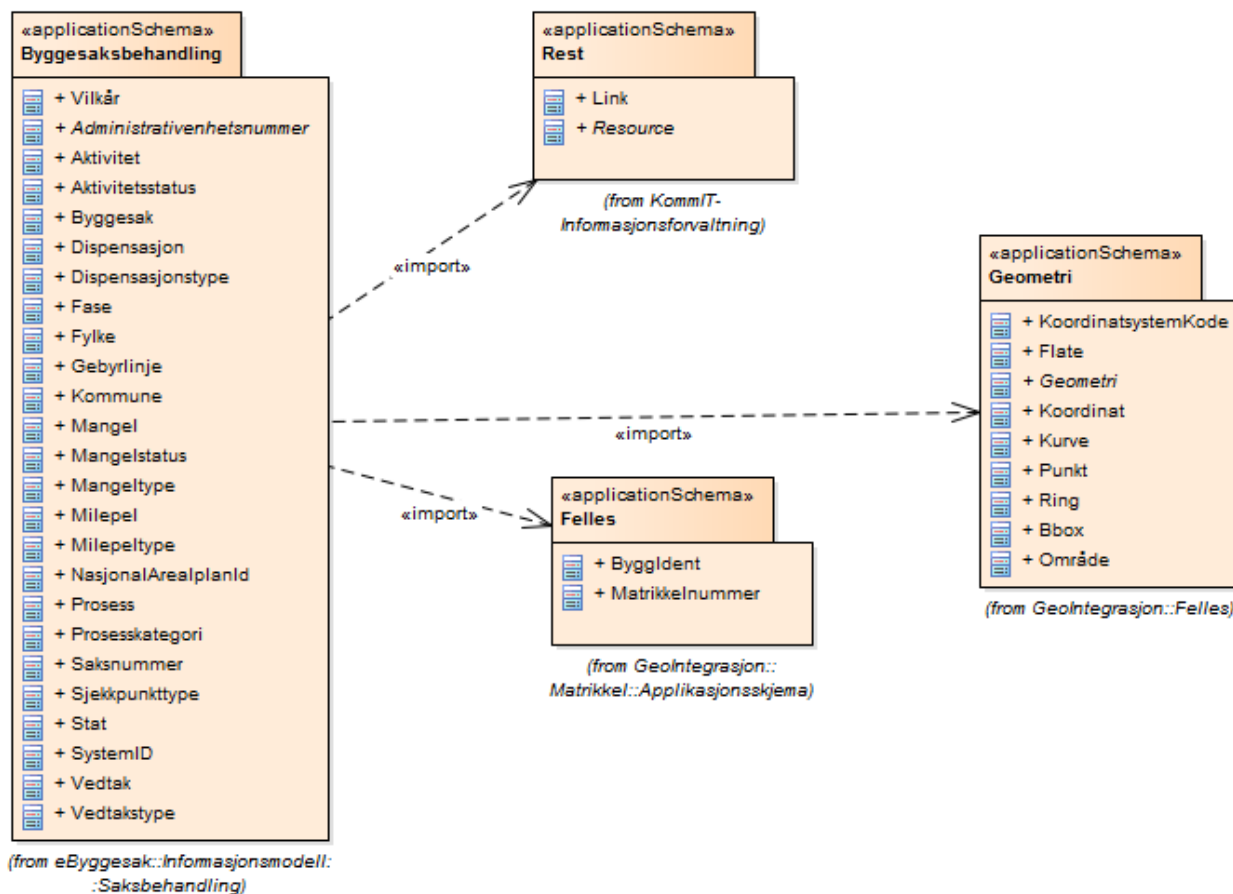 «applicationSchema»
Byggesaksbehandling
+ Vilkår
+ Administrativenhetsnummer
+ Aktivitet
+ Aktivitetsstatus
+ Byggesak
+ Dispensasjon
+ Dispensasjonstype
+ Fase
+ Fylke
+ Gebyrlinje
+ Kommune
+ Mangel
+ Mangelstatus
+ Mangeltype
+ Milepel
+ Milepeltype
+ NasjonalArealplanId
+ Prosess
+ Prosesskategori
+ Saksnummer
+ Sjekkpunkttype
+ Stat
+ SystemID
+ Vedtak
+ Vedtakstype
(from eByggesak::Informasjonsmodell:
:Saksbehandling)
«applicationSchema»
Rest
+ Link
+ Resource
(from KommIT-
Informasjonsforvaltning)
«import»
«import»
«import»
«applicationSchema»
Geometri
+ KoordinatsystemKode
+ Flate
+ Geometri
+ Koordinat
+ Kurve
+ Punkt
+ Ring
+ Bbox
+ Område
(from GeoIntegrasjon::Felles)
«applicationSchema»
Felles
+ ByggIdent
+ Matrikkelnummer
(from GeoIntegrasjon::
Matrikkel::Applikasjonsskjema)